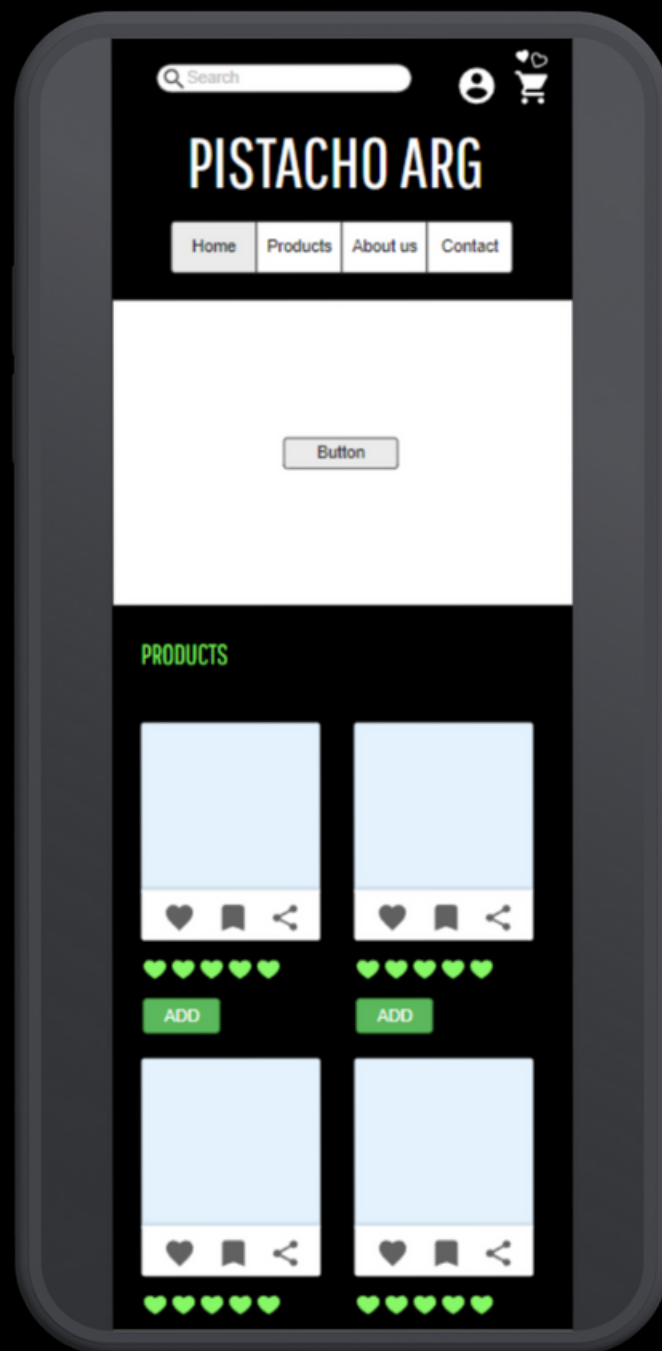 Search
PISTACHO ARG
Home Products About us Contact
Button
PRODUCTS
ADD ADD